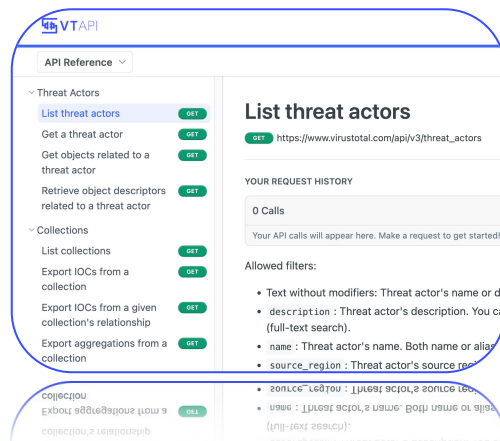 VTAPI
API Reference
Threat Actors
List threat actors GET
Get a threat actor GET
Get objects related to a GET
threat actor
Retrieve object descriptors GET
related to a threat actor
Collections
List collections GET
Export IOCs from a GET
collection
Export IOCs from a given GET
collection's relationship
Export aggregations from a GET
collection
List threat actors
GET https://www.virustotal.com/api/v3/threat_actors
YOUR REQUEST HISTORY
0 Calls
Your API calls will appear here. Make a request to get started!
Allowed filters:
• Text without modifiers: Threat actor's name or d
• description : Threat actor's description. You ca
(full-text search).
• name : Threat actor's name. Both name or alias
• source_region : Threat actor's source reg